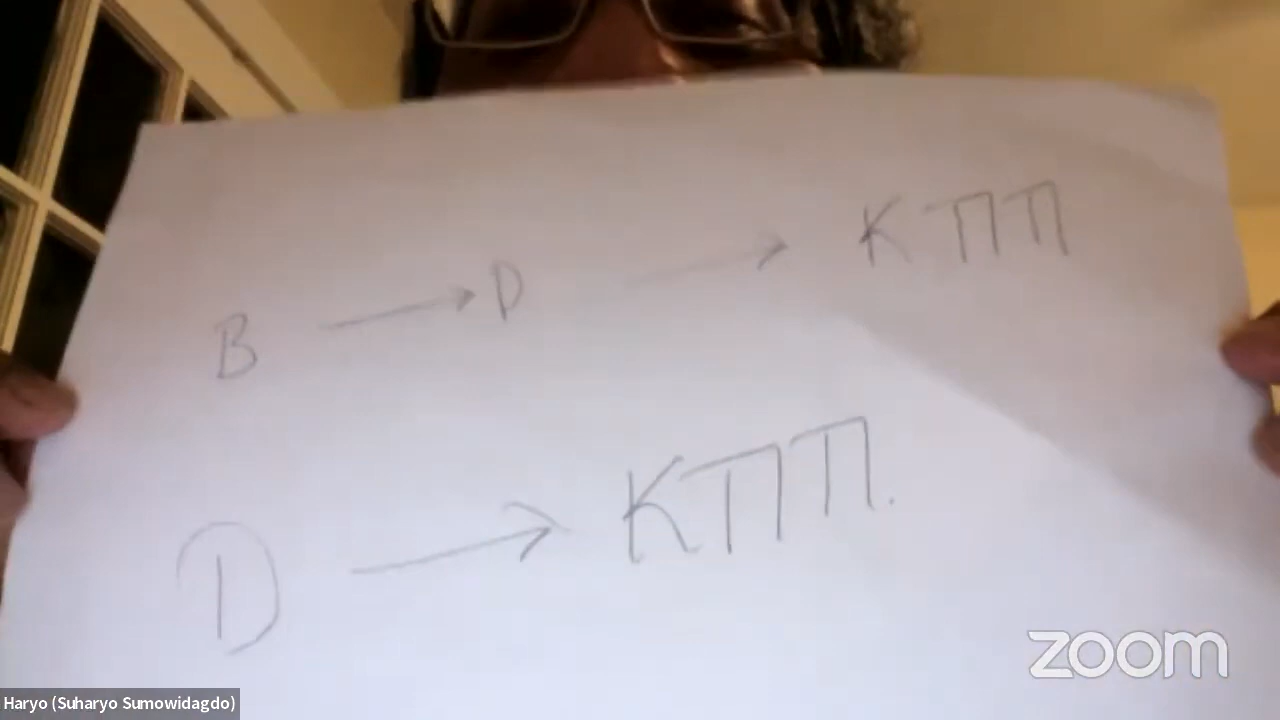 B → D → Kππ
D → Kππ.
zoom
Haryo (Suharyo Sumowidagdo)